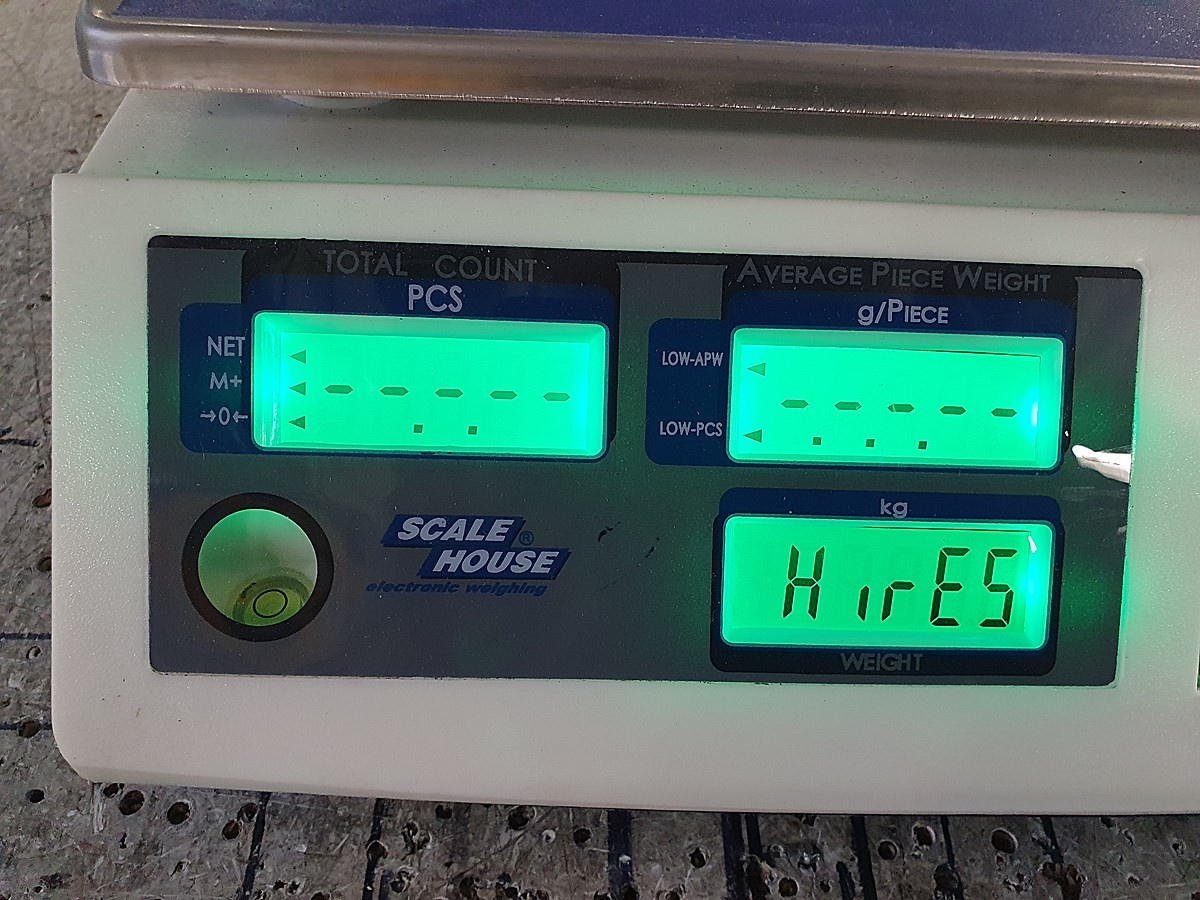 TOTAL COUNT
PCS
NET
M+
→0←
- - - - -
AVERAGE PIECE WEIGHT
g/PIECE
LOW-APW
LOW-PCS
- - - - -
SCALE ®
HOUSE
electronic weighing
kg
H irES
WEIGHT